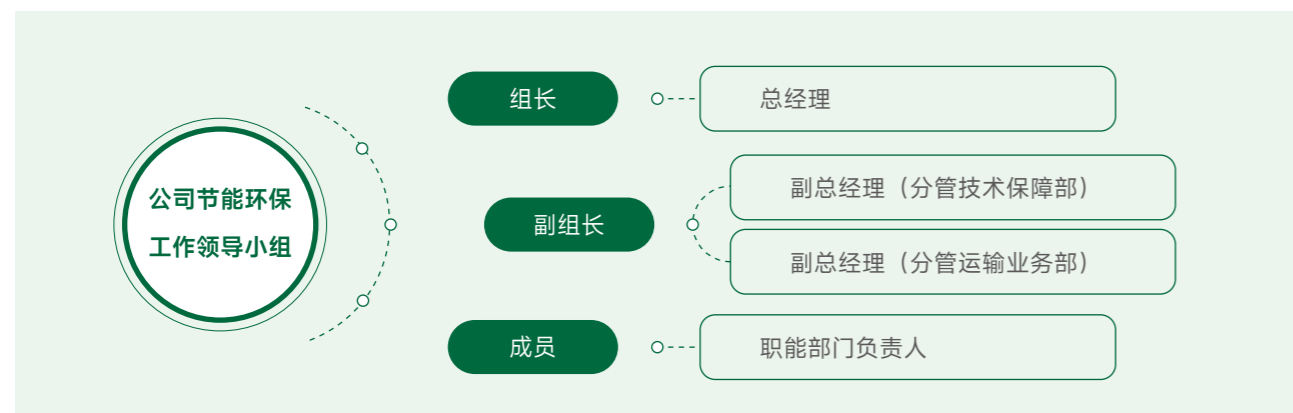 公司节能环保
工作领导小组
组长
总经理
副组长
副总经理（分管技术保障部）
副总经理（分管运输业务部）
成员
职能部门负责人